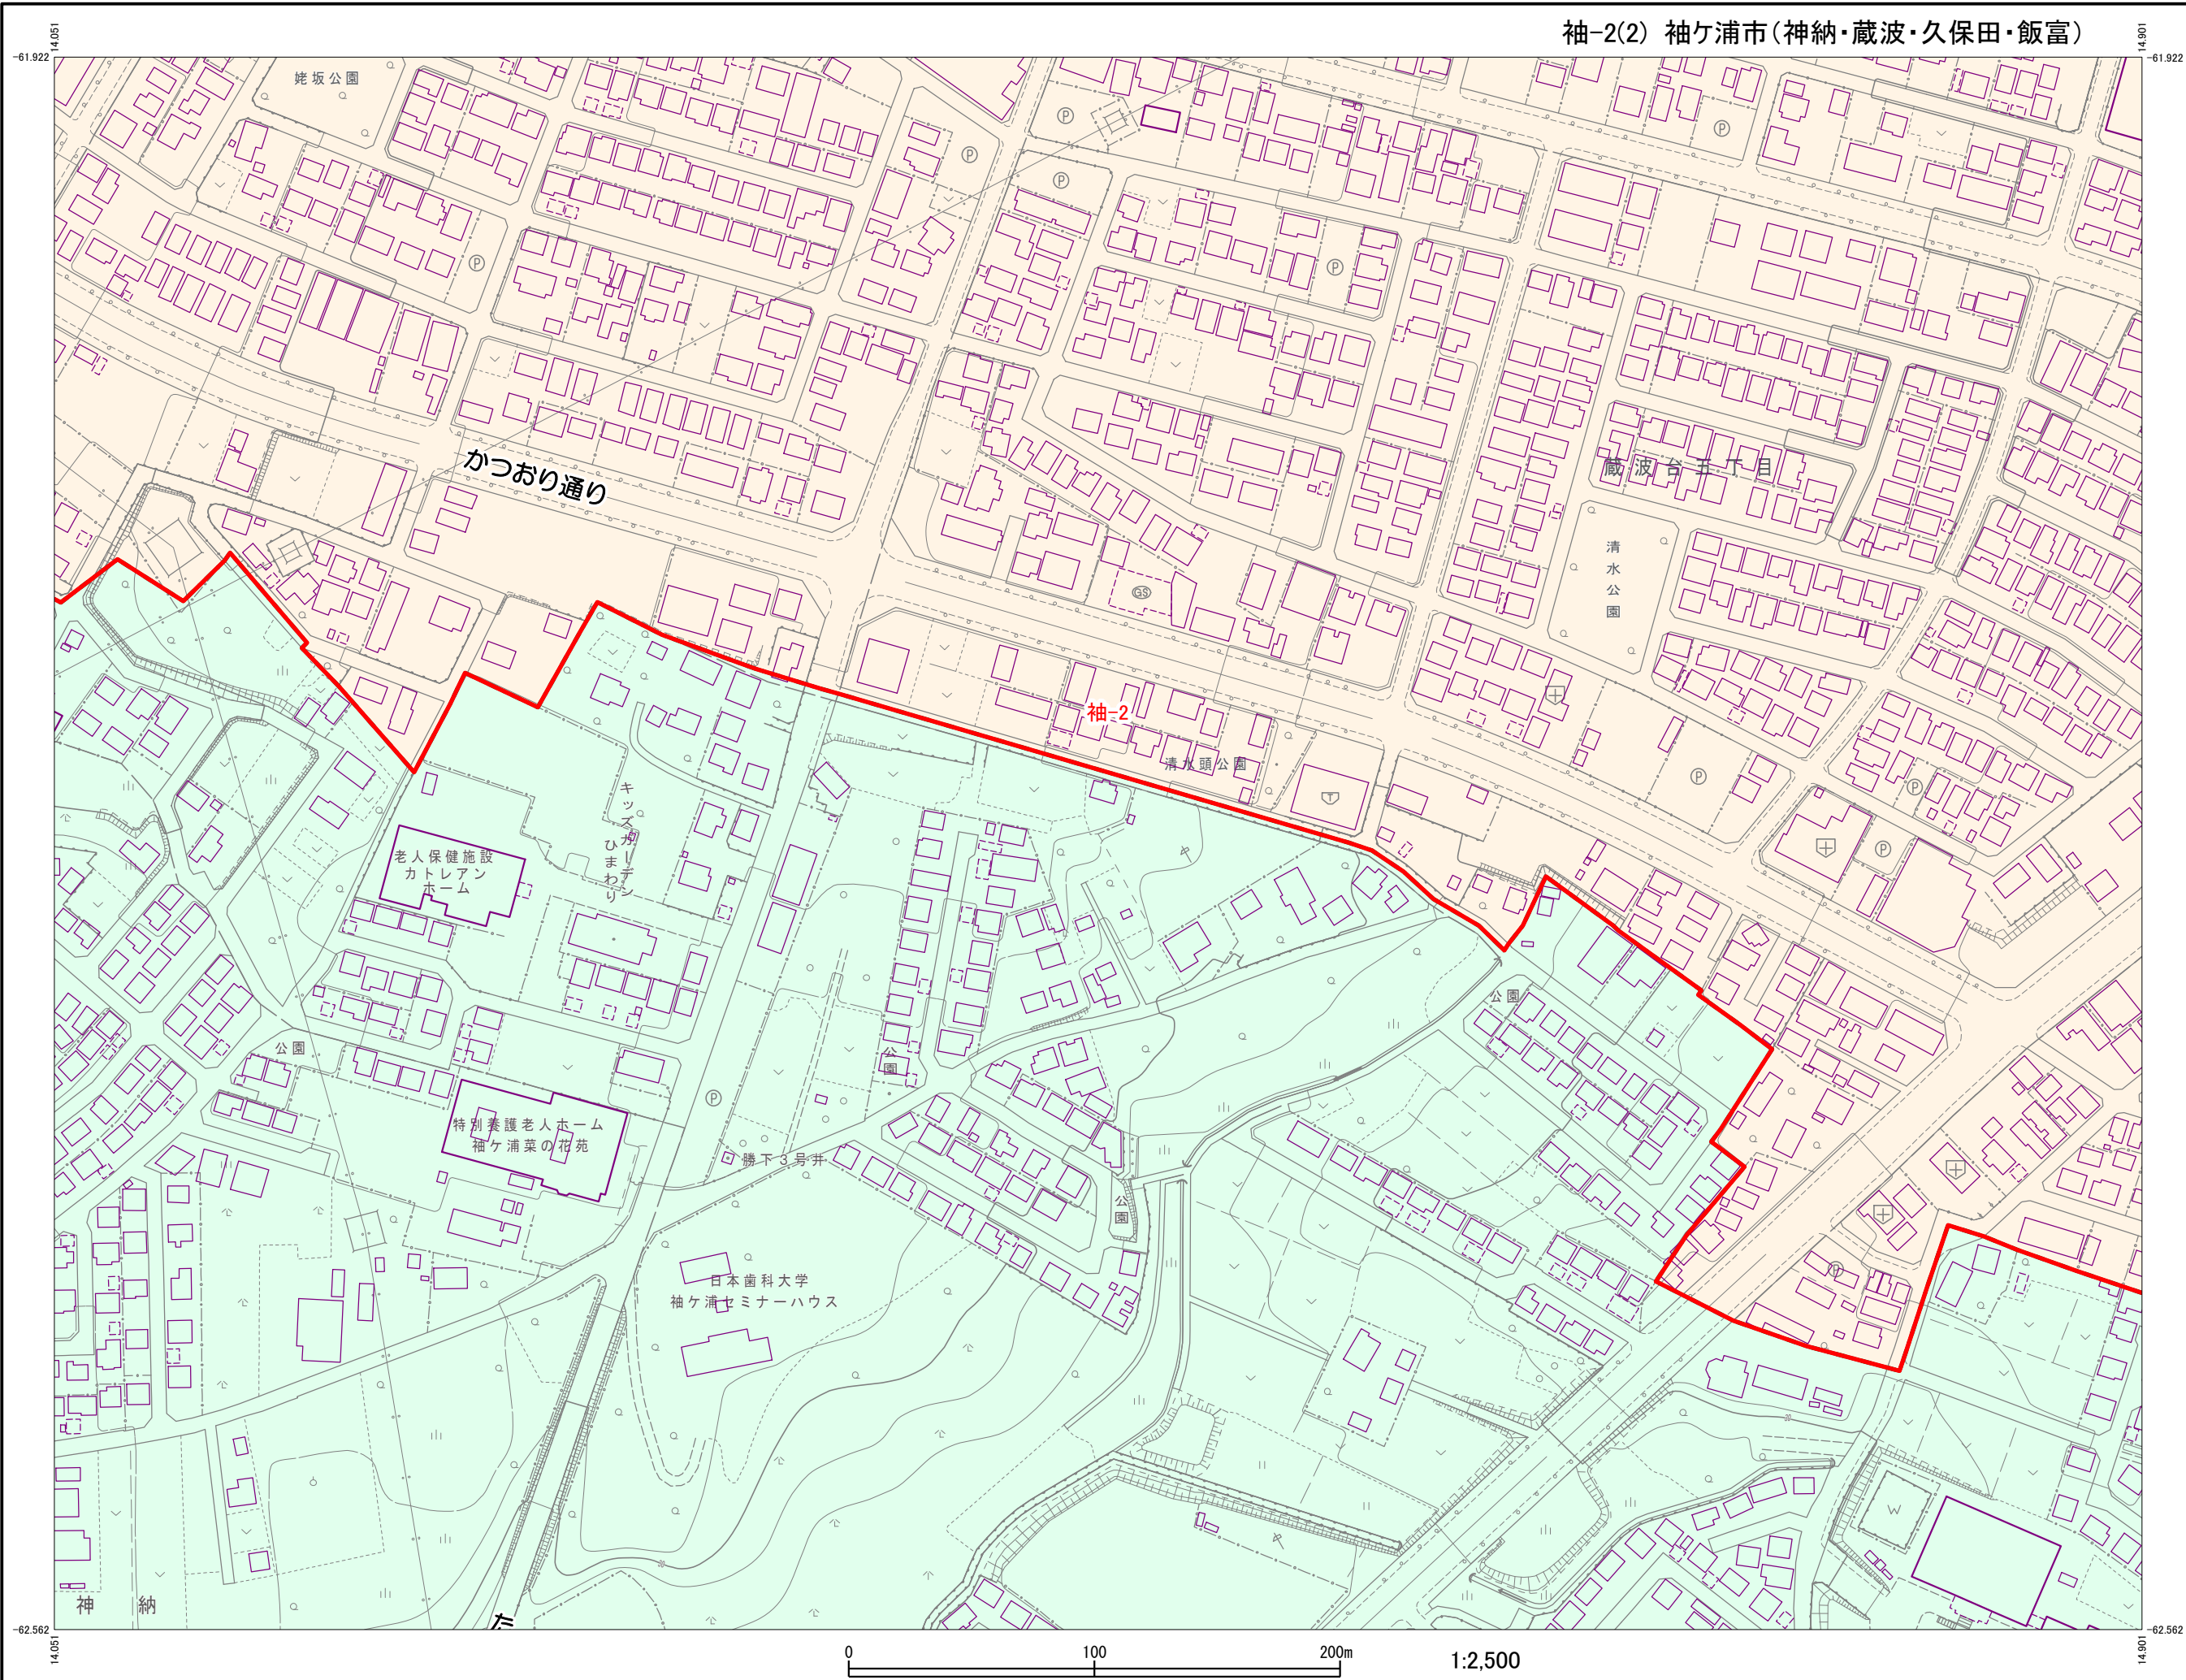 袖-2(2) 袖ケ浦市(神納・蔵波・久保田・飯富)
14.051
14.901
-61.922
-61.922
姥坂公園
P
P
P
P
P
P
かつおり通り
蔵波台五丁目
清水公園
GS
袖-2
清水頭公園
P
T
P
P
キッズガーデン
ひまわり
老人保健施設
カトレアン
ホーム
公園
公園
公園
P
特別養護老人ホーム
袖ケ浦菜の花苑
勝下3号井
公園
日本歯科大学
袖ケ浦セミナーハウス
P
20
20
W
神納
た
-62.562
-62.562
14.051
14.901
0 100 200m
1:2,500